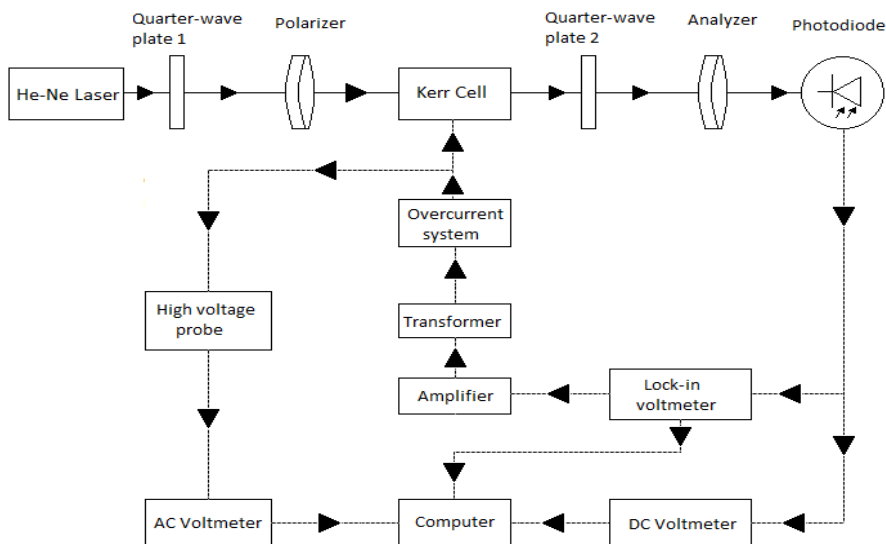 Quarter-wave
plate 1
Polarizer
Quarter-wave
plate 2
Analyzer
Photodiode
He-Ne Laser
Kerr Cell
Overcurrent
system
High voltage
probe
Transformer
Amplifier
Lock-in
voltmeter
AC Voltmeter
Computer
DC Voltmeter